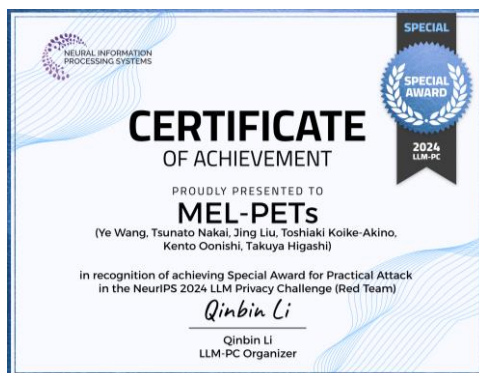 NEURAL INFORMATION
PROCESSING SYSTEMS
SPECIAL
SPECIAL
AWARD
2024
LLM-PC
CERTIFICATE
OF ACHIEVEMENT
PROUDLY PRESENTED TO
MEL-PETs
(Ye Wang, Tsunato Nakai, Jing Liu, Toshiaki Koike-Akino,
Kento Oonishi, Takuya Higashi)
in recognition of achieving Special Award for Practical Attack
in the NeurIPS 2024 LLM Privacy Challenge (Red Team)
Qinbin Li
Qinbin Li
LLM-PC Organizer